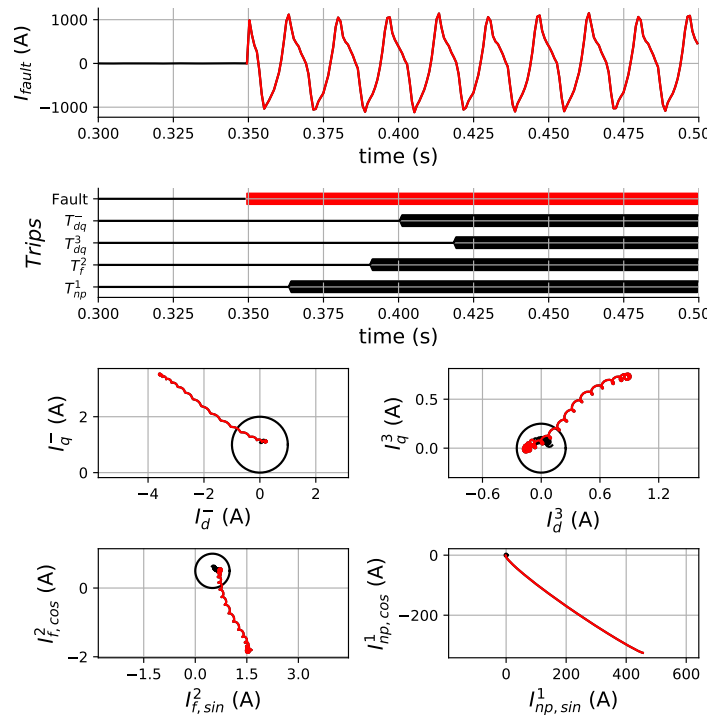 1000
0
−1000
I_fault (A)
0.300 0.325 0.350 0.375 0.400 0.425 0.450 0.475 0.50
time (s)
Trips
Fault
T⁻_dq
T³_dq
T²_f
T¹_np
0.300 0.325 0.350 0.375 0.400 0.425 0.450 0.475 0.50
time (s)
I⁻_q (A)
2
0
−4 −2 0 2
I⁻_d (A)
I³_q (A)
0.5
0.0
−0.6 0.0 0.6 1.2
I³_d (A)
I²_f,cos (A)
0
−2
−1.5 0.0 1.5 3.0
I²_f,sin (A)
I¹_np,cos (A)
0
−200
0 200 400 600
I¹_np,sin (A)